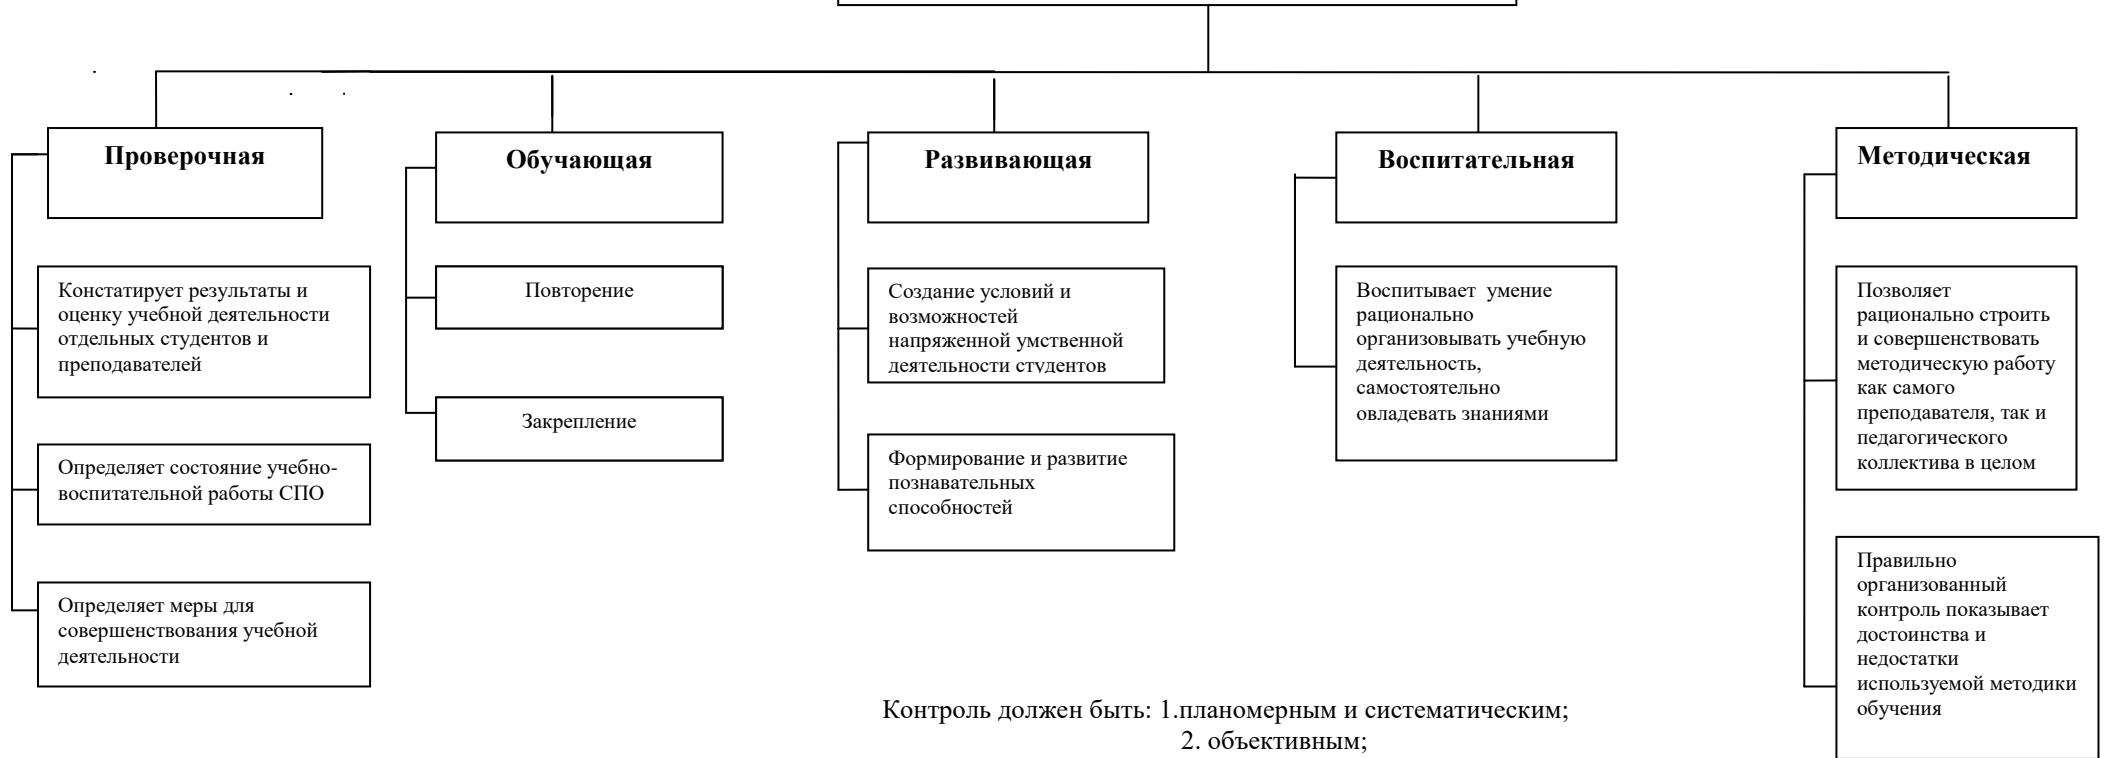 Проверочная
Констатирует результаты и
оценку учебной деятельности
отдельных студентов и
преподавателей
Определяет состояние учебно-
воспитательной работы СПО
Определяет меры для
совершенствования учебной
деятельности
Обучающая
Повторение
Закрепление
Развивающая
Создание условий и
возможностей
напряженной умственной
деятельности студентов
Формирование и развитие
познавательных
способностей
Воспитательная
Воспитывает умение
рационально
организовывать учебную
деятельность,
самостоятельно
овладевать знаниями
Методическая
Позволяет
рационально строить
и совершенствовать
методическую работу
как самого
преподавателя, так и
педагогического
коллектива в целом
Правильно
организованный
контроль показывает
достоинства и
недостатки
используемой методики
обучения
Контроль должен быть: 1.планомерным и систематическим;
2. объективным;